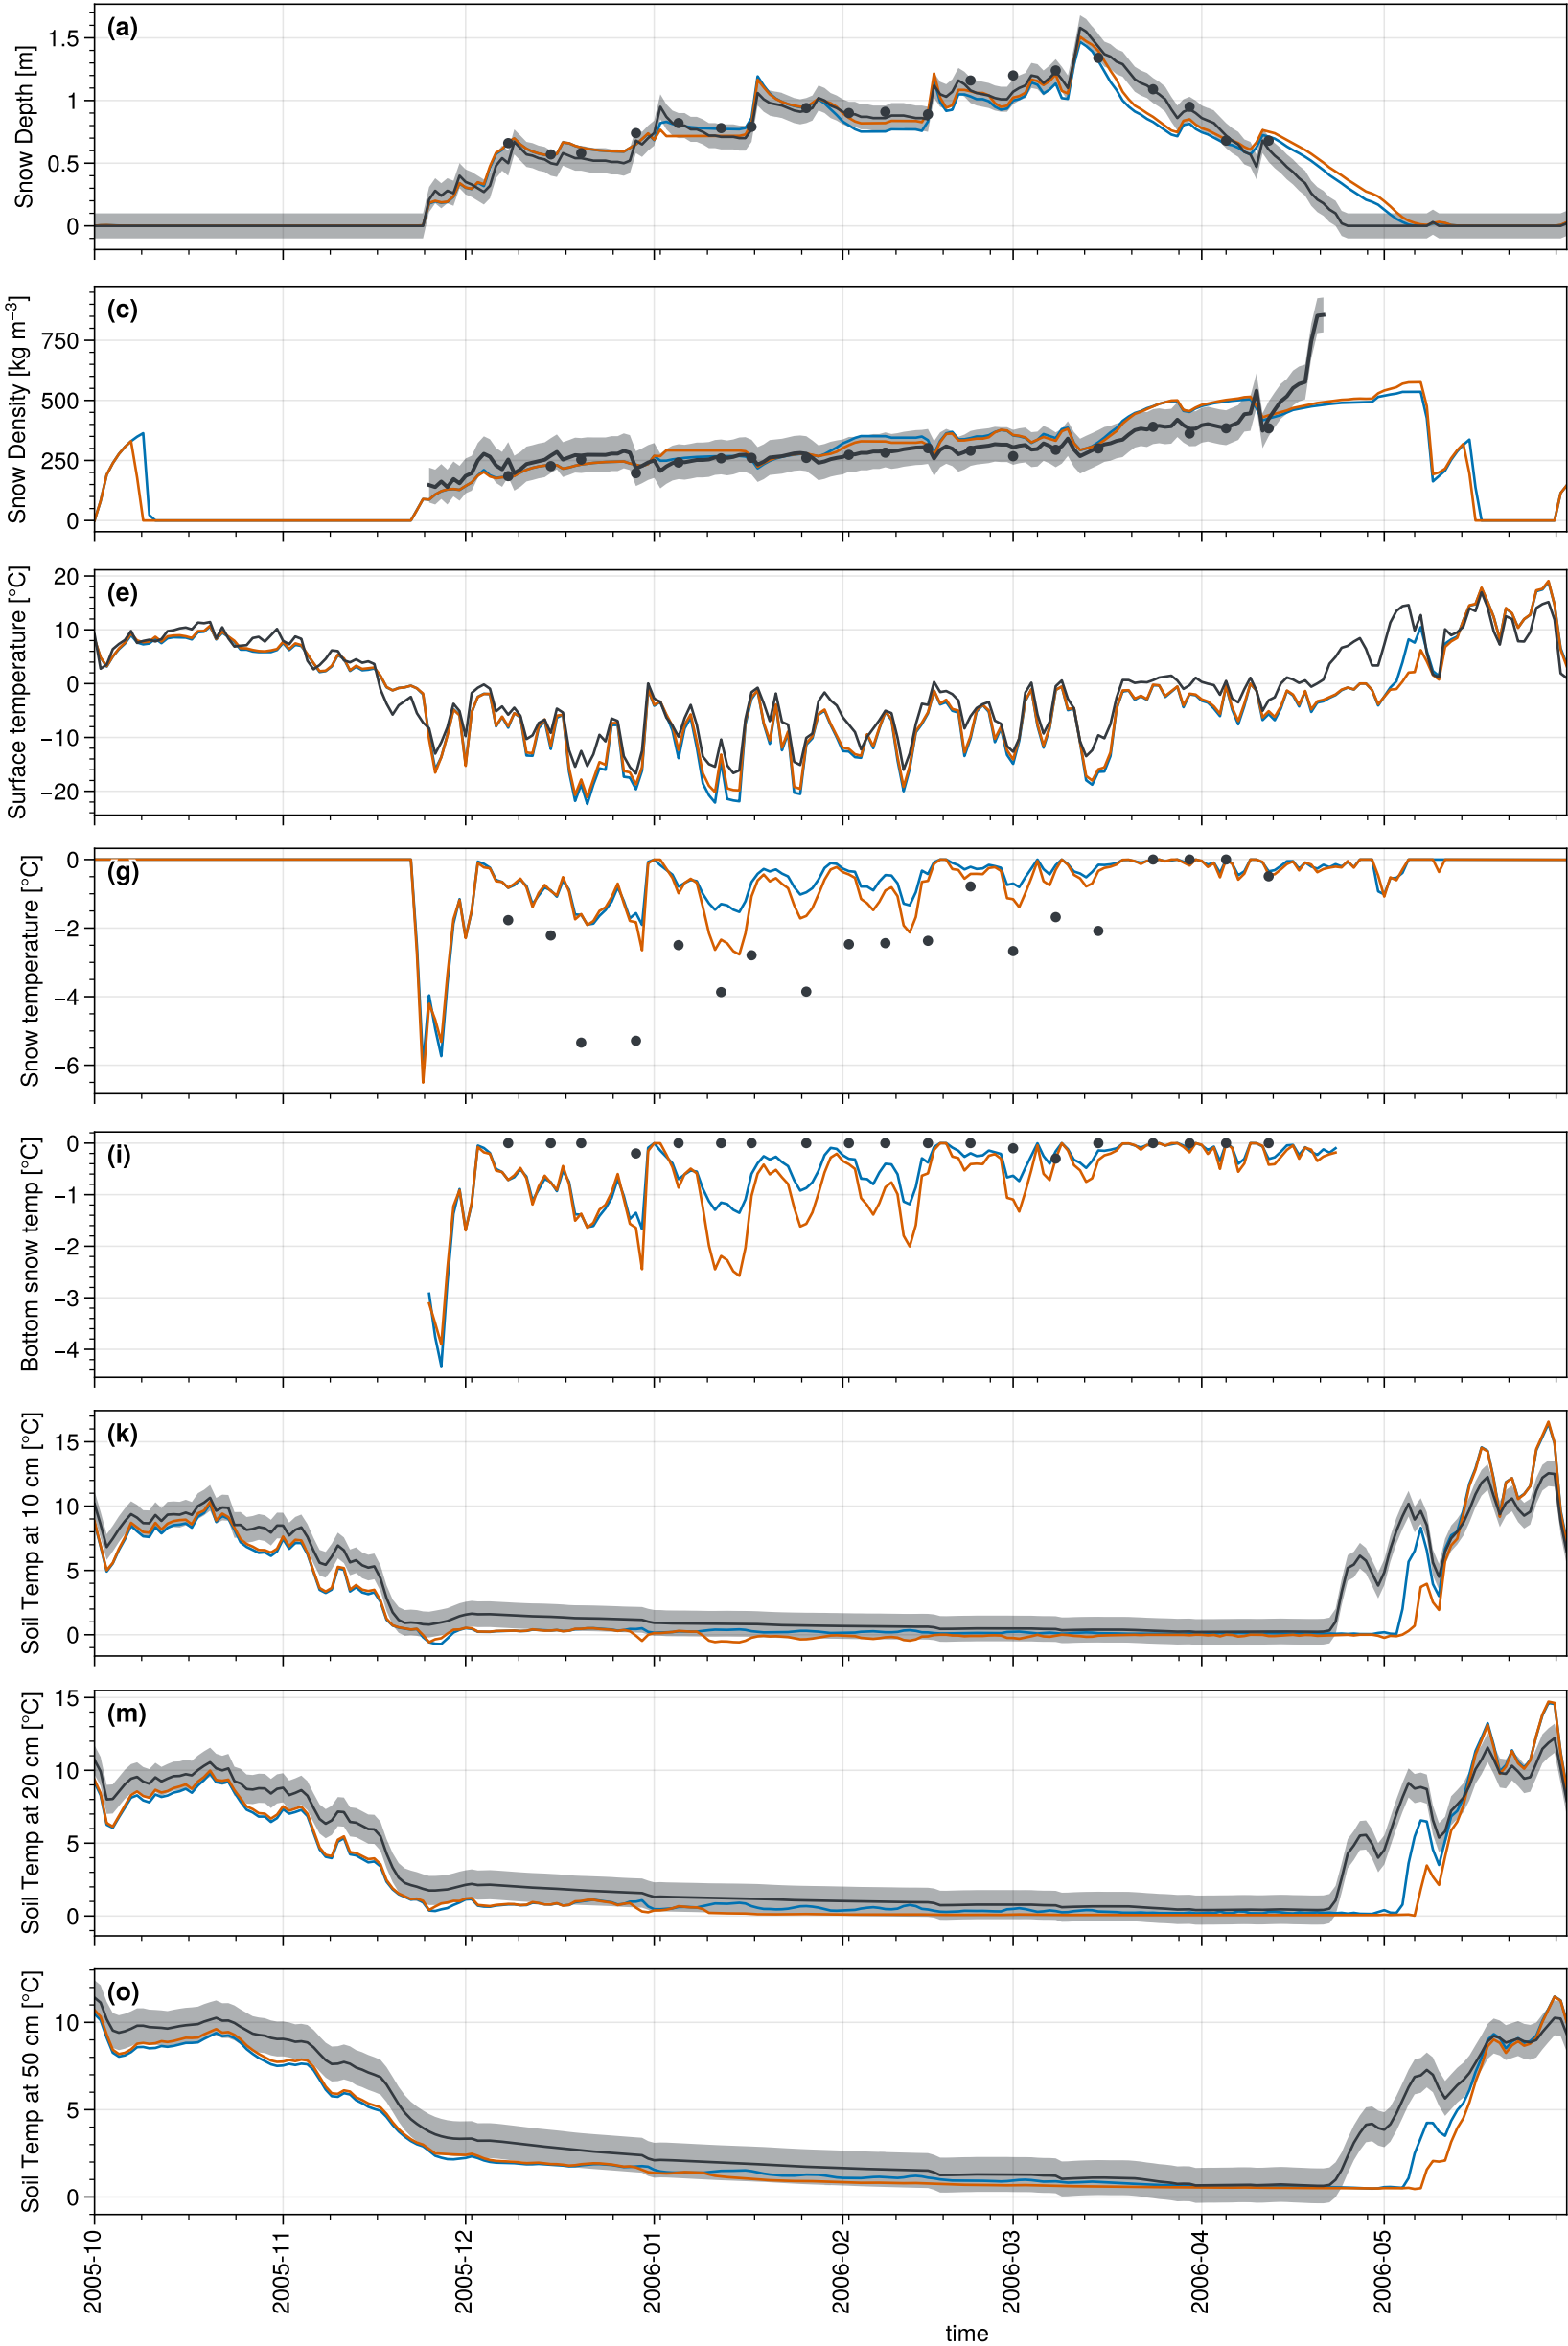 (a)
Snow Depth [m]
1.5
1
0.5
0
(c)
Snow Density [kg m⁻³]
750
500
250
0
(e)
Surface temperature [°C]
20
10
0
−10
−20
(g)
Snow temperature [°C]
0
−2
−4
−6
(i)
Bottom snow temp [°C]
0
−1
−2
−3
−4
(k)
Soil Temp at 10 cm [°C]
15
10
5
0
(m)
Soil Temp at 20 cm [°C]
15
10
5
0
(o)
Soil Temp at 50 cm [°C]
10
5
0
2005-10
2005-11
2005-12
2006-01
2006-02
2006-03
2006-04
2006-05
time